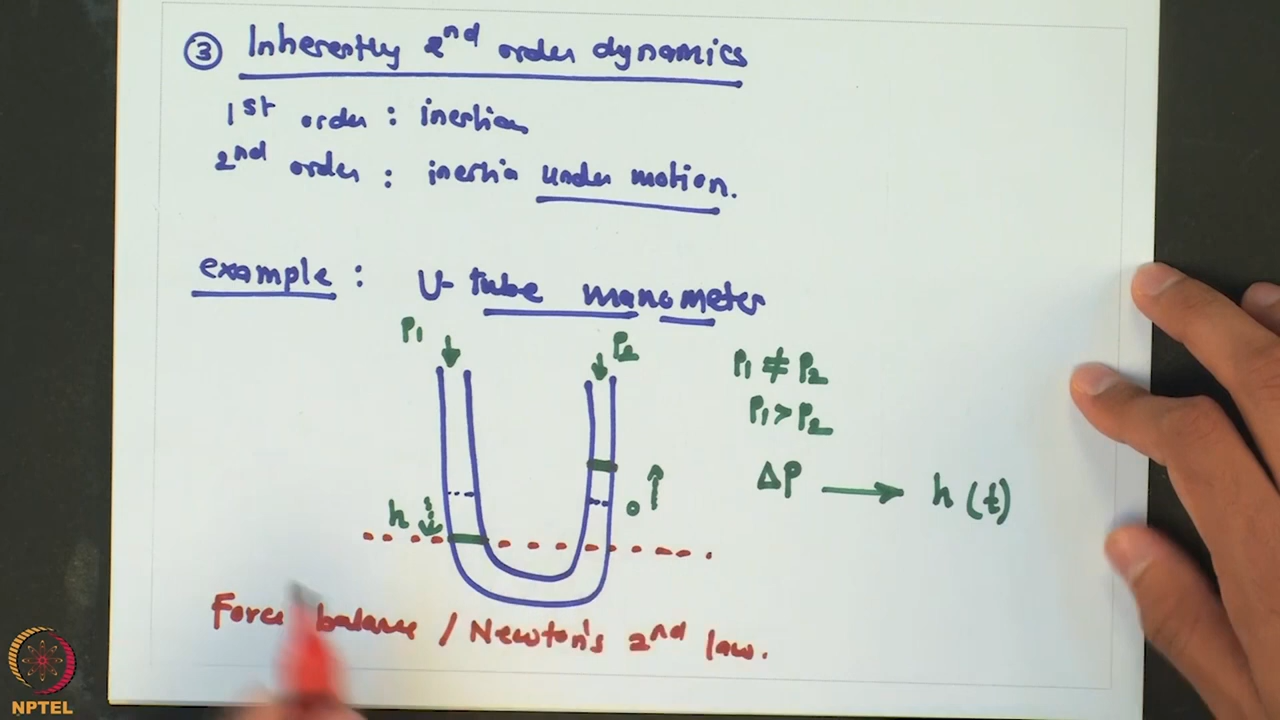 ③ Inherently 2nd order dynamics
1st order : inertia
2nd order : inertia under motion.
example : U-tube manometer
P1
P2
P1 ≠ P2
P1 > P2
ΔP → h(t)
h
0
Force balance / Newton's 2nd law.
NPTEL